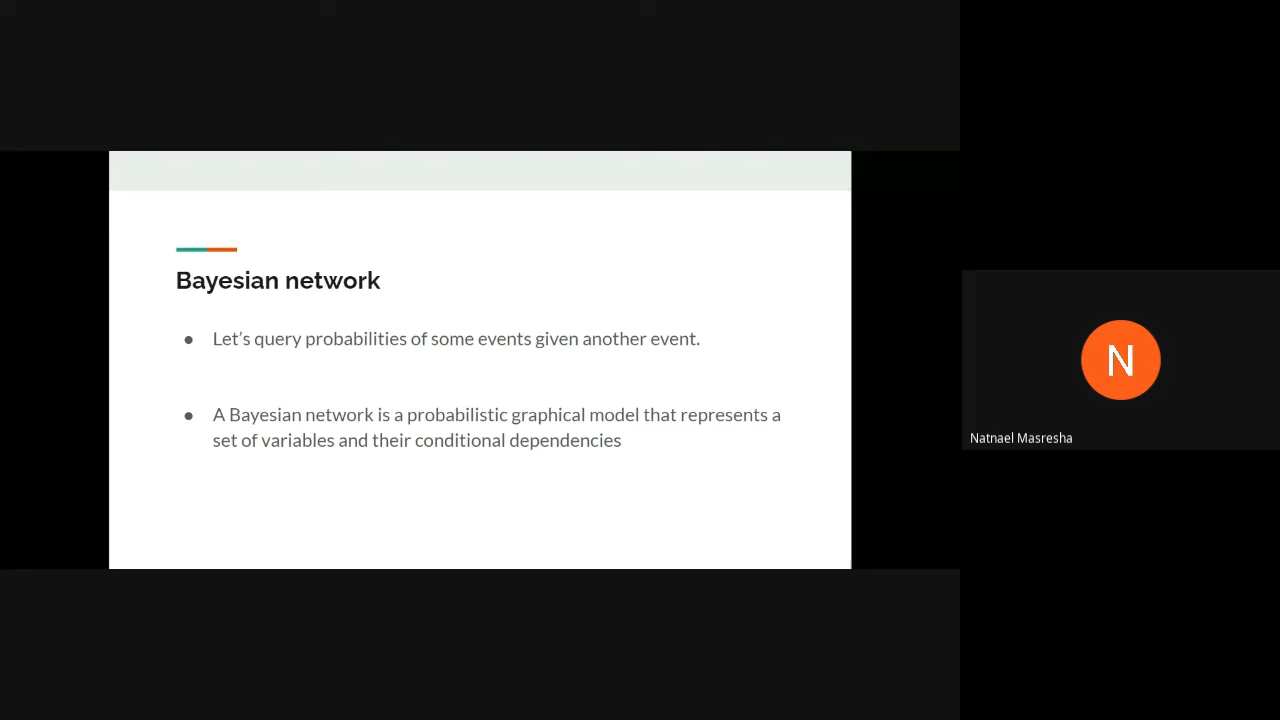 Bayesian network
● Let’s query probabilities of some events given another event.
● A Bayesian network is a probabilistic graphical model that represents a
set of variables and their conditional dependencies
N
Natnael Masresha